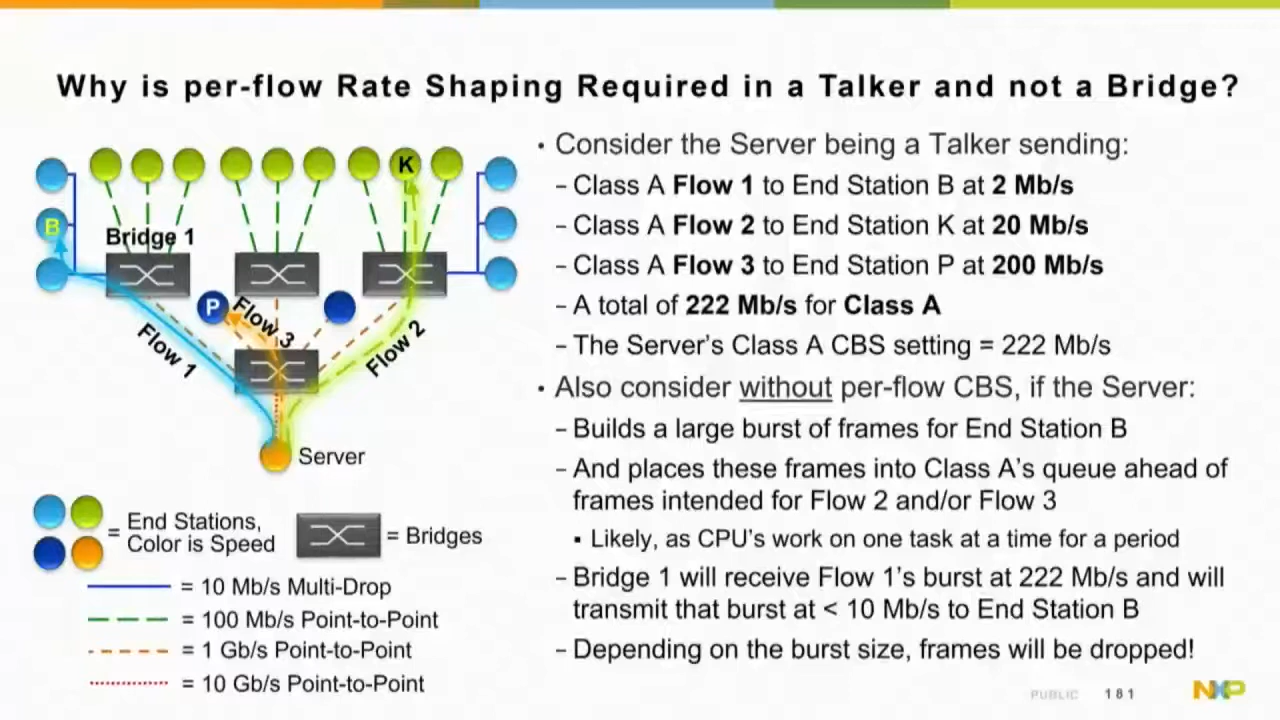 Why is per-flow Rate Shaping Required in a Talker and not a Bridge?
K
B
Bridge 1
P
Flow 3
Flow 1
Flow 2
Server
= End Stations,
Color is Speed
= Bridges
= 10 Mb/s Multi-Drop
= 100 Mb/s Point-to-Point
= 1 Gb/s Point-to-Point
= 10 Gb/s Point-to-Point
• Consider the Server being a Talker sending:
– Class A Flow 1 to End Station B at 2 Mb/s
– Class A Flow 2 to End Station K at 20 Mb/s
– Class A Flow 3 to End Station P at 200 Mb/s
– A total of 222 Mb/s for Class A
– The Server's Class A CBS setting = 222 Mb/s
• Also consider without per-flow CBS, if the Server:
– Builds a large burst of frames for End Station B
– And places these frames into Class A's queue ahead of
frames intended for Flow 2 and/or Flow 3
▪ Likely, as CPU's work on one task at a time for a period
– Bridge 1 will receive Flow 1's burst at 222 Mb/s and will
transmit that burst at < 10 Mb/s to End Station B
– Depending on the burst size, frames will be dropped!
PUBLIC 181
NXP